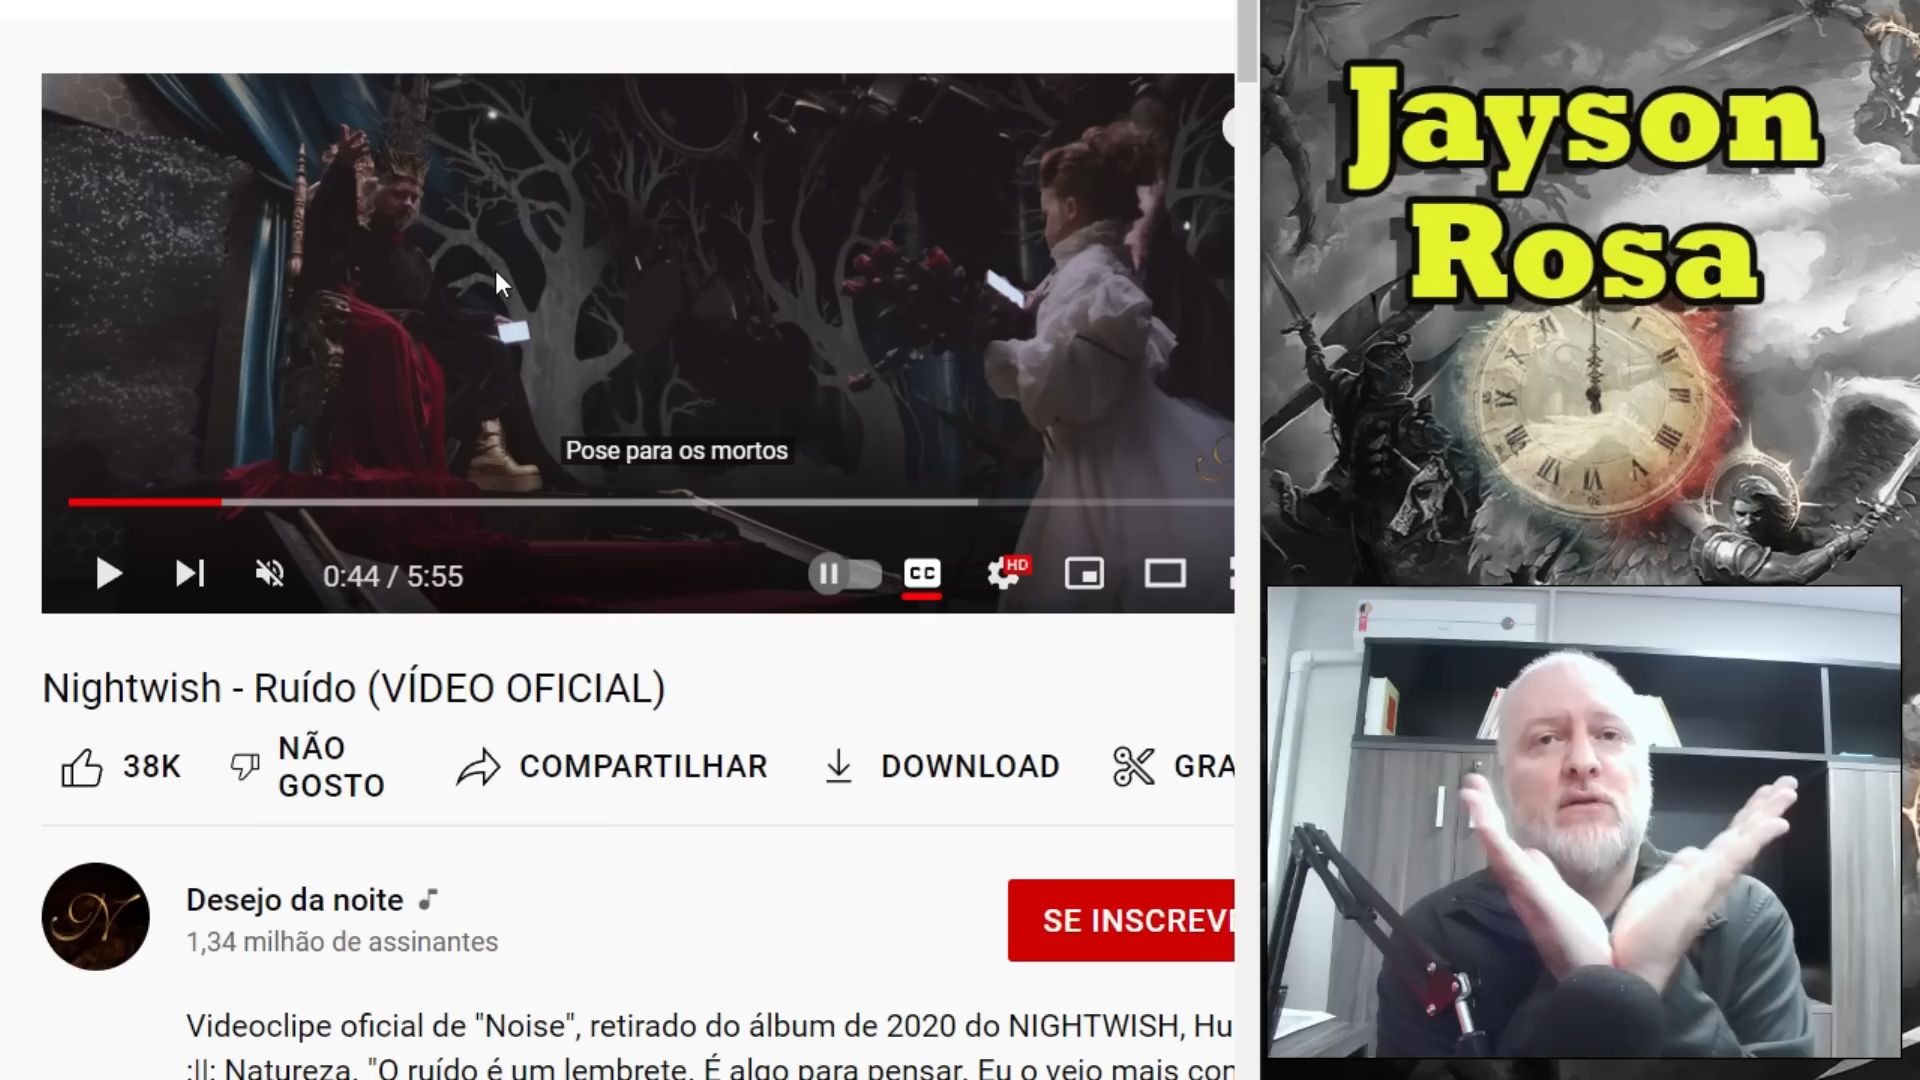 Pose para os mortos
0:44 / 5:55
CC
HD
Nightwish - Ruído (VÍDEO OFICIAL)
38K
NÃO
GOSTO
COMPARTILHAR
DOWNLOAD
GRA
Desejo da noite
1,34 milhão de assinantes
SE INSCREVE
Videoclipe oficial de "Noise", retirado do álbum de 2020 do NIGHTWISH, Hu
:||: Natureza. "O ruído é um lembrete. É algo para pensar. Eu o vejo mais con
Jayson
Rosa